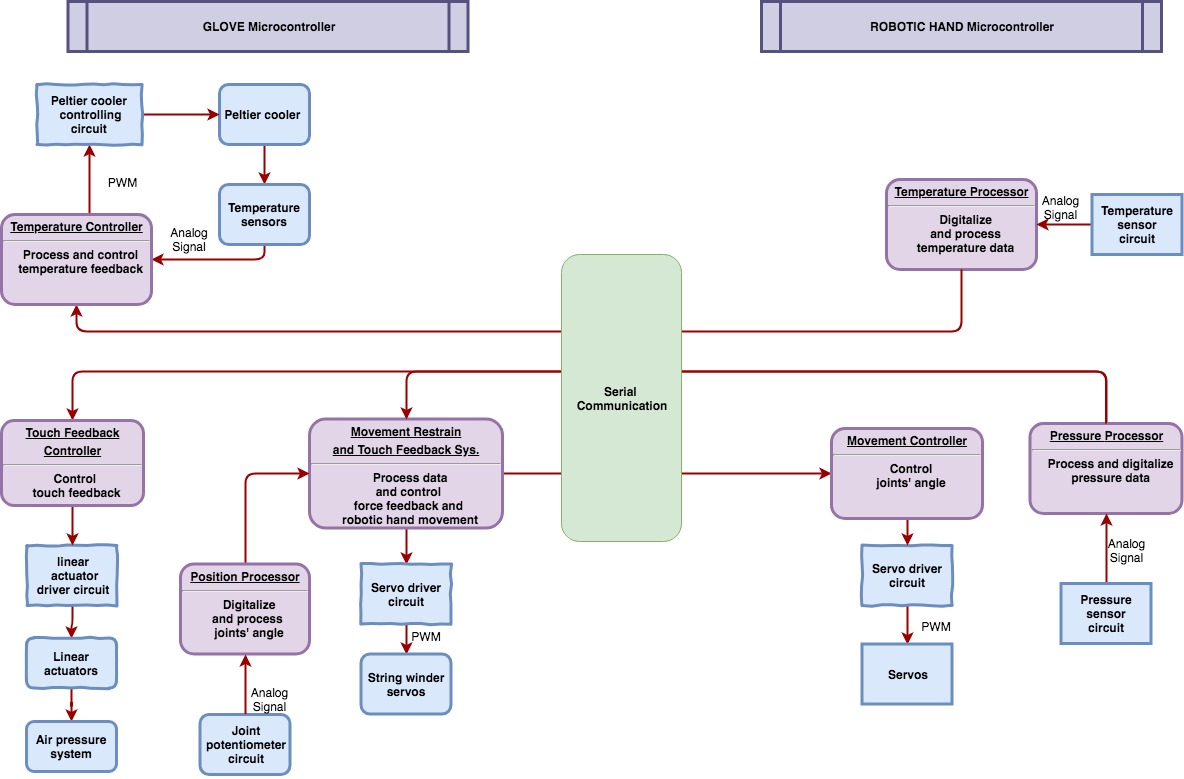 GLOVE Microcontroller
ROBOTIC HAND Microcontroller
Peltier cooler
controlling
circuit
Peltier cooler
PWM
Temperature
sensors
Temperature Controller
Process and control
temperature feedback
Analog
Signal
Temperature Processor
Digitalize
and process
temperature data
Analog
Signal
Temperature
sensor
circuit
Serial
Communication
Touch Feedback
Controller
Control
touch feedback
Movement Restrain
and Touch Feedback Sys.
Process data
and control
force feedback and
robotic hand movement
Movement Controller
Control
joints' angle
Pressure Processor
Process and digitalize
pressure data
linear
actuator
driver circuit
Position Processor
Digitalize
and process
joints' angle
Servo driver
circuit
Servo driver
circuit
Analog
Signal
Pressure
sensor
circuit
PWM
PWM
Linear
actuators
String winder
servos
Servos
Analog
Signal
Air pressure
system
Joint
potentiometer
circuit